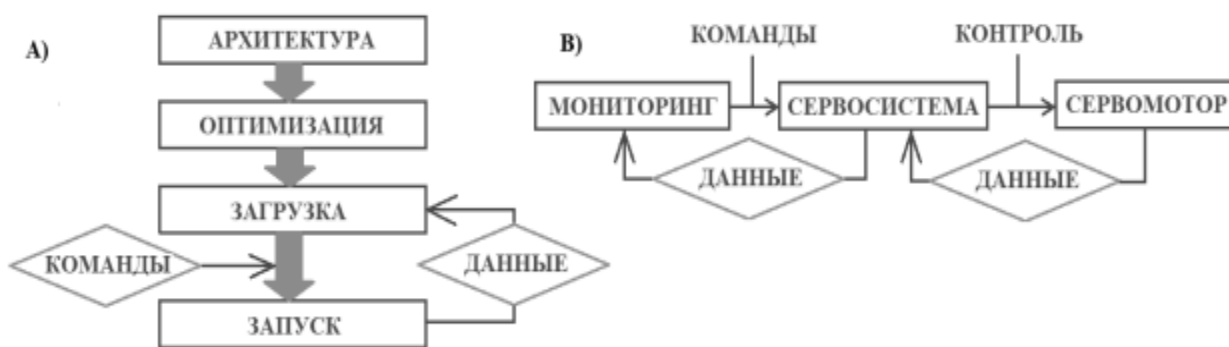 А)
АРХИТЕКТУРА
ОПТИМИЗАЦИЯ
ЗАГРУЗКА
КОМАНДЫ
ДАННЫЕ
ЗАПУСК
В)
КОМАНДЫ
КОНТРОЛЬ
МОНИТОРИНГ
СЕРВОСИСТЕМА
СЕРВОМОТОР
ДАННЫЕ
ДАННЫЕ